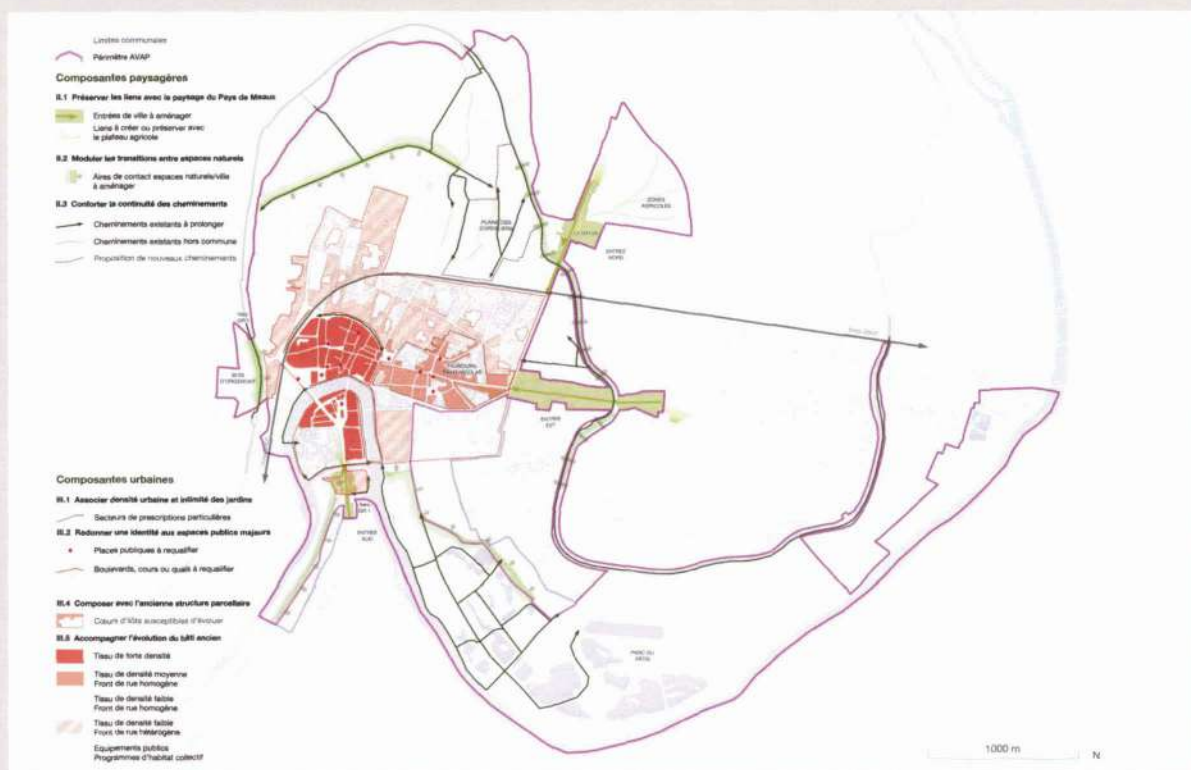 Limites communales
Périmètre AVAP
Composantes paysagères
II.1 Préserver les liens avec le paysage du Pays de Meaux
Entrées de ville à aménager
Liens à créer ou préserver avec
le plateau agricole
II.2 Moduler les transitions entre espaces naturels
Aires de contact espaces naturels/ville
à aménager
II.3 Conforter la continuité des cheminements
Cheminements existants à prolonger
Cheminements existants hors commune
Proposition de nouveaux cheminements
ZONES
AGRICOLES
ENTRÉE
NORD
ENTRÉE
EST
ENTRÉE
SUD
PARC DU
Composantes urbaines
III.1 Associer densité urbaine et intimité des jardins
Secteurs de prescriptions particulières
III.2 Redonner une identité aux espaces publics majeurs
Places publiques à requalifier
Boulevards, cours ou quais à requalifier
III.4 Composer avec l'ancienne structure parcellaire
Cœurs d'îlots susceptibles d'évoluer
III.5 Accompagner l'évolution du bâti ancien
Tissu de forte densité
Tissu de densité moyenne
Front de rue homogène
Tissu de densité faible
Front de rue homogène
Tissu de densité faible
Front de rue hétérogène
Equipements publics
Programmes d'habitat collectif
1000 m
N